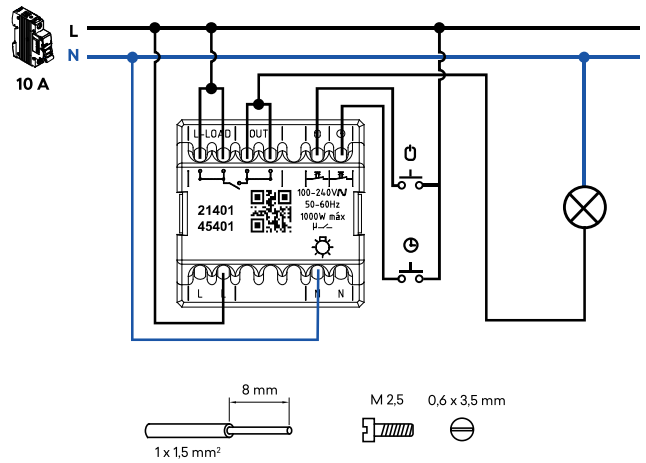 L
N
10 A
L-LOAD OUT
100-240V
50-60Hz
1000W máx
µ
21401
45401
L L N N
8 mm
1 x 1,5 mm²
M 2,5
0,6 x 3,5 mm